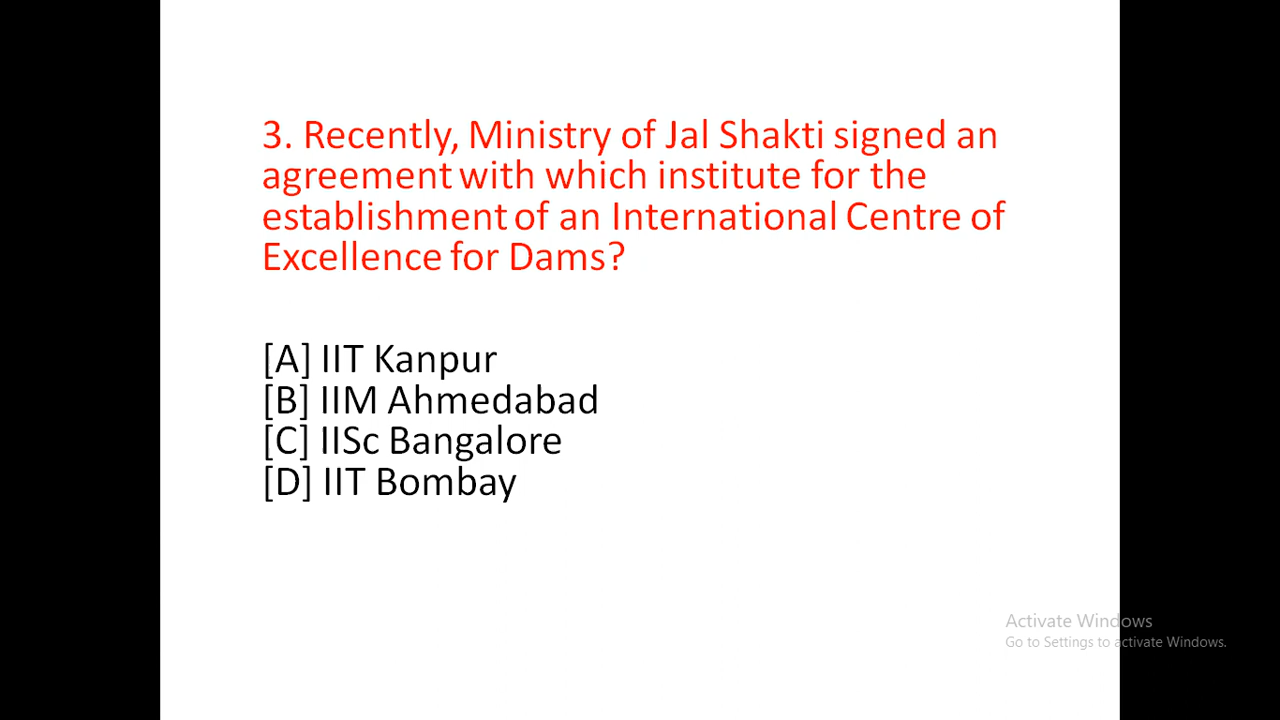 3. Recently, Ministry of Jal Shakti signed an
agreement with which institute for the
establishment of an International Centre of
Excellence for Dams?
[A] IIT Kanpur
[B] IIM Ahmedabad
[C] IISc Bangalore
[D] IIT Bombay
Activate Windows
Go to Settings to activate Windows.